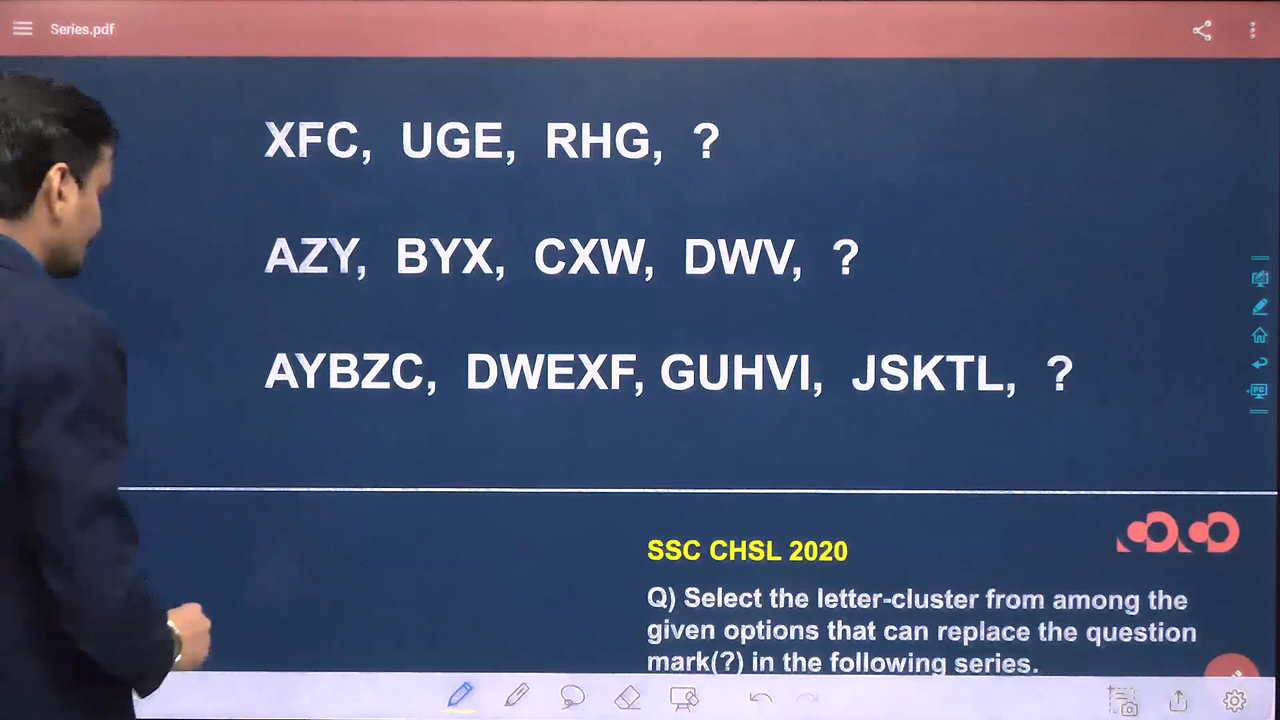 Series.pdf
XFC, UGE, RHG, ?
AZY, BYX, CXW, DWV, ?
AYBZC, DWEXF, GUHVI, JSKTL, ?
SSC CHSL 2020
Q) Select the letter-cluster from among the
given options that can replace the question
mark(?) in the following series.